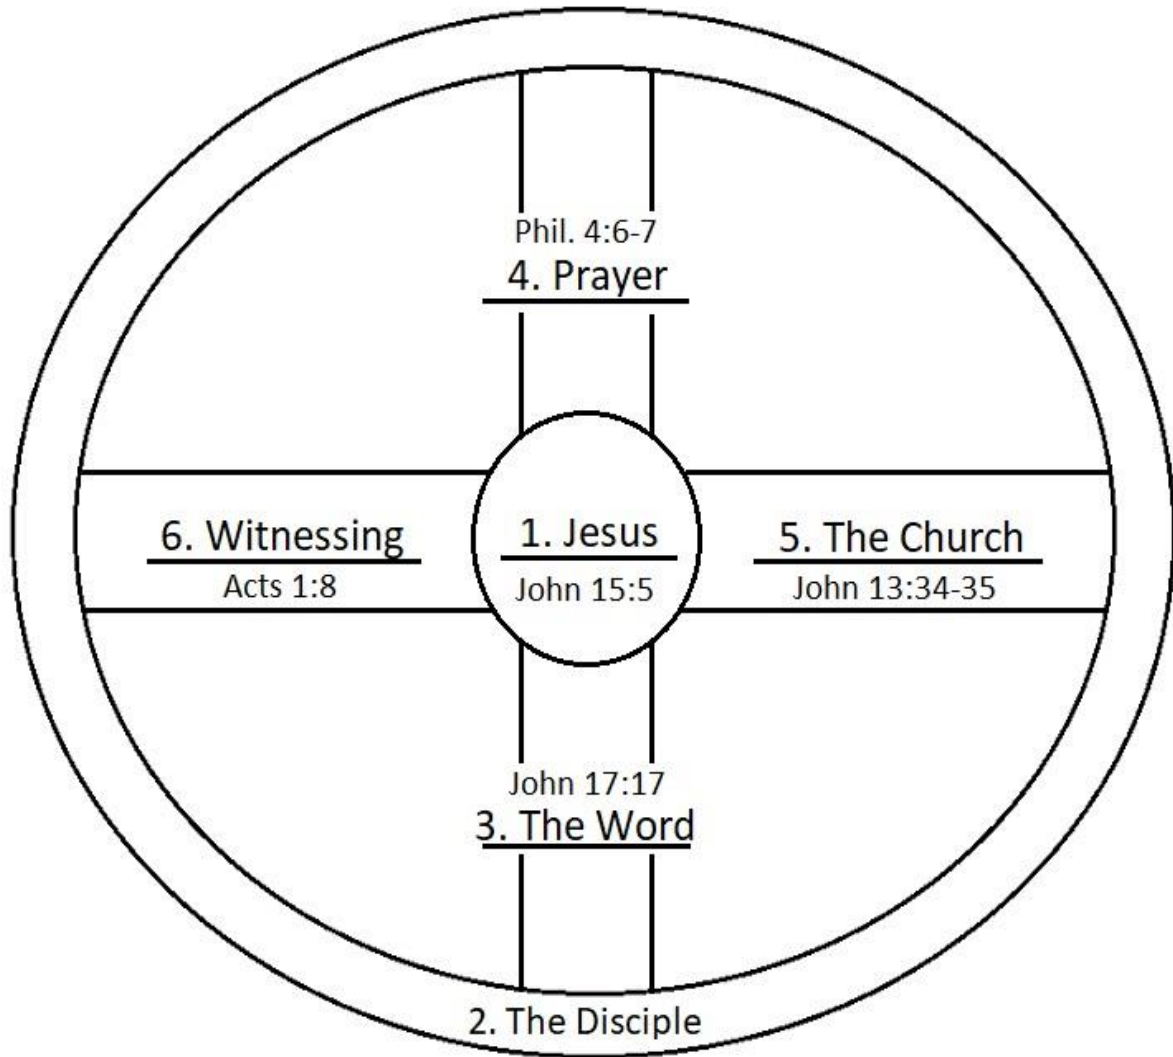 Phil. 4:6-7
4. Prayer
6. Witnessing
Acts 1:8
1. Jesus
John 15:5
5. The Church
John 13:34-35
John 17:17
3. The Word
2. The Disciple